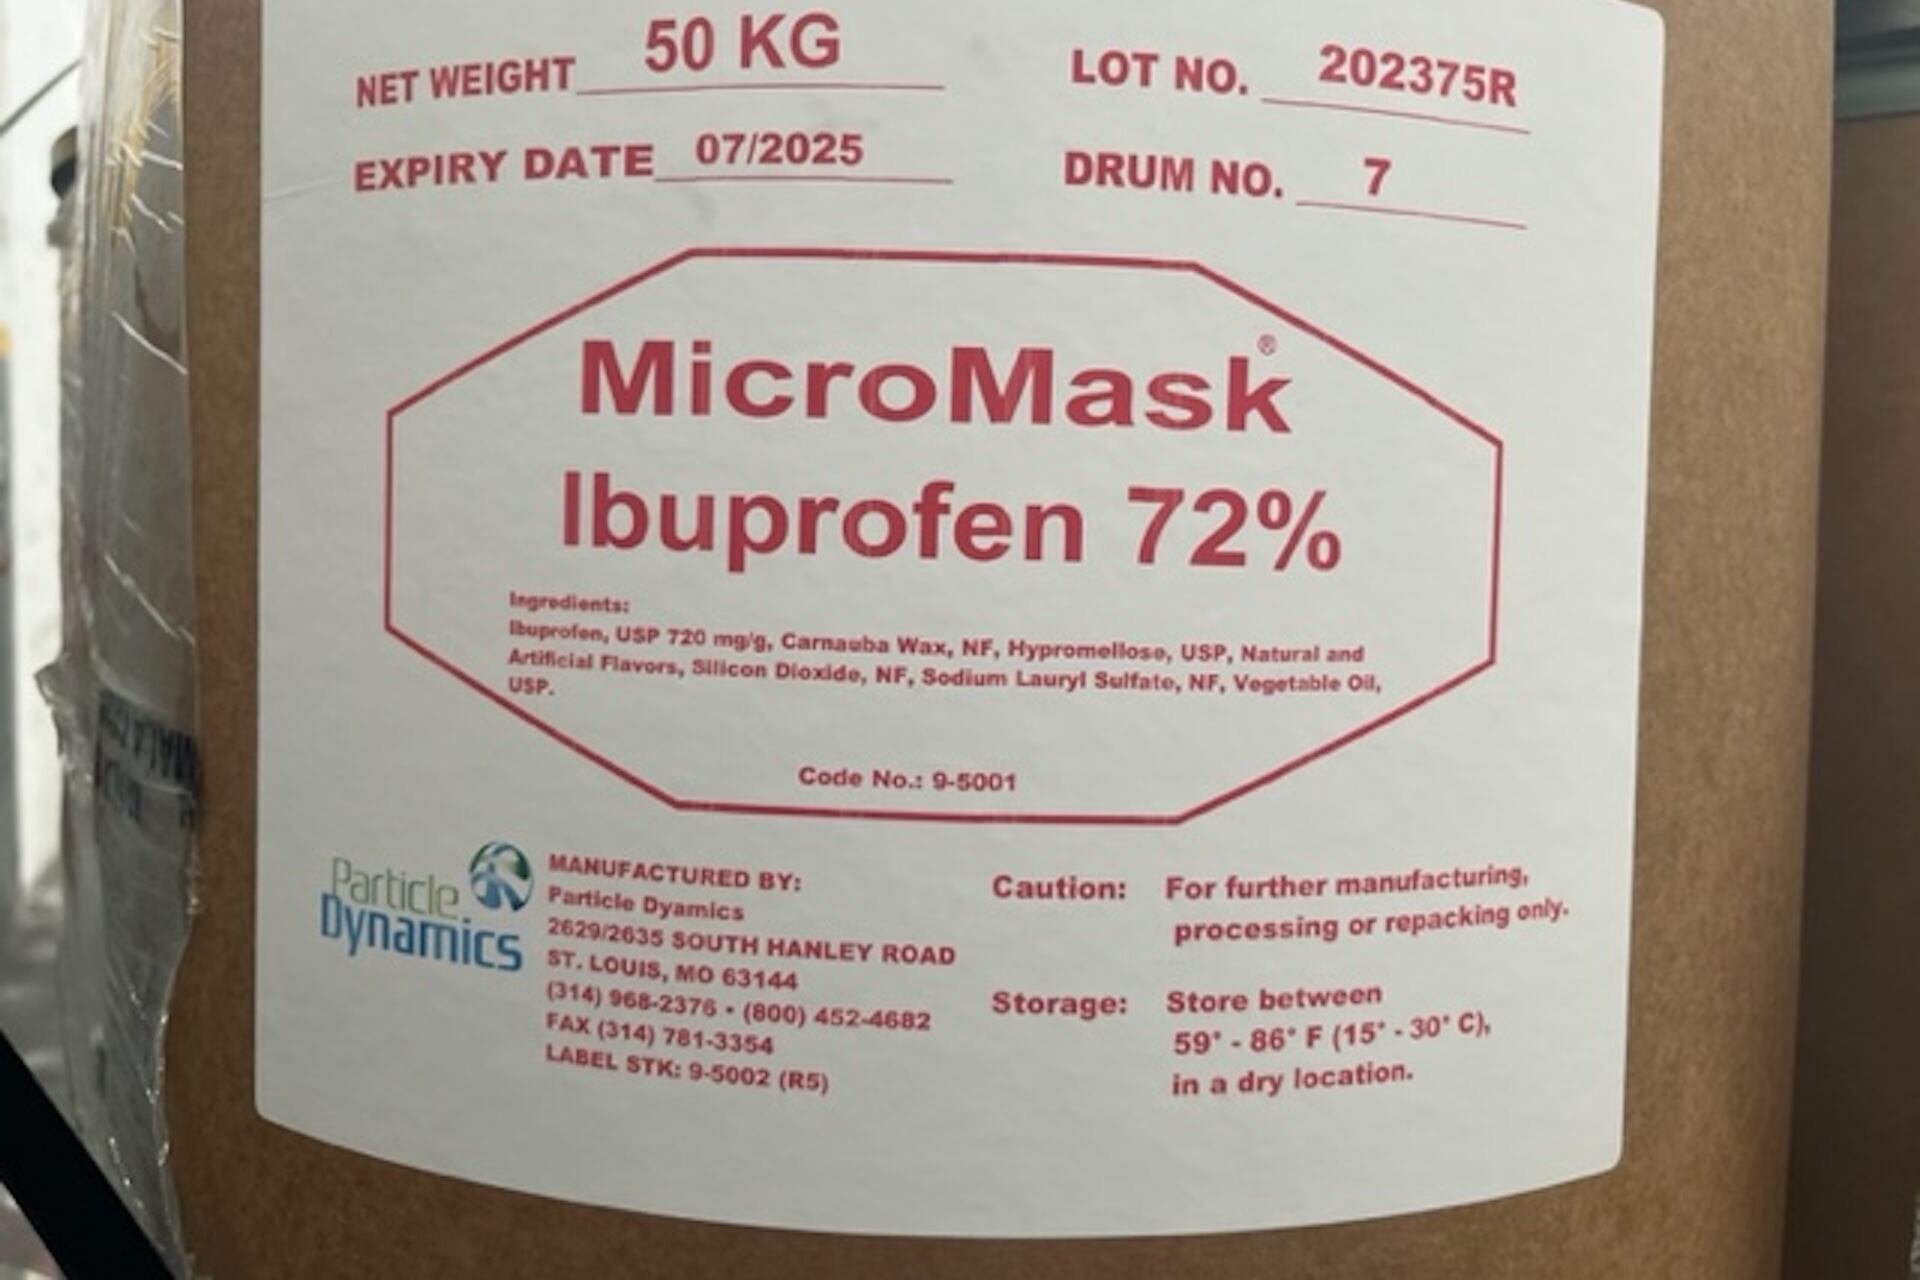 NET WEIGHT 50 KG
LOT NO. 202375R
EXPIRY DATE 07/2025
DRUM NO. 7
MicroMask®
Ibuprofen 72%
Ingredients:
Ibuprofen, USP 720 mg/g, Carnauba Wax, NF, Hypromellose, USP, Natural and
Artificial Flavors, Silicon Dioxide, NF, Sodium Lauryl Sulfate, NF, Vegetable Oil,
USP.
Code No.: 9-5001
Particle
Dynamics
MANUFACTURED BY:
Particle Dyamics
2629/2635 SOUTH HANLEY ROAD
ST. LOUIS, MO 63144
(314) 968-2376 • (800) 452-4682
FAX (314) 781-3354
LABEL STK: 9-5002 (R5)
Caution: For further manufacturing,
processing or repacking only.
Storage: Store between
59° - 86° F (15° - 30° C),
in a dry location.